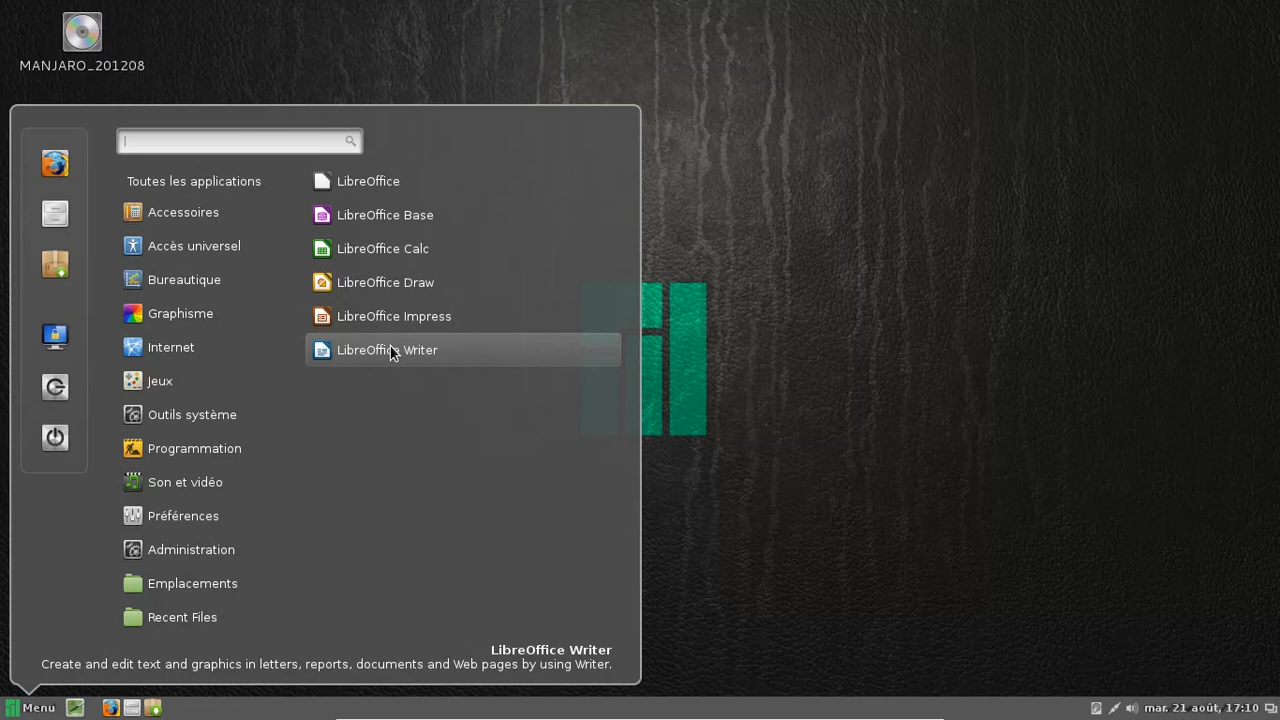 MANJARO_201208
Toutes les applications
Accessoires
Accès universel
Bureautique
Graphisme
Internet
Jeux
Outils système
Programmation
Son et vidéo
Préférences
Administration
Emplacements
Recent Files
LibreOffice
LibreOffice Base
LibreOffice Calc
LibreOffice Draw
LibreOffice Impress
LibreOffice Writer
LibreOffice Writer
Create and edit text and graphics in letters, reports, documents and Web pages by using Writer.
Menu
mar. 21 août, 17:10